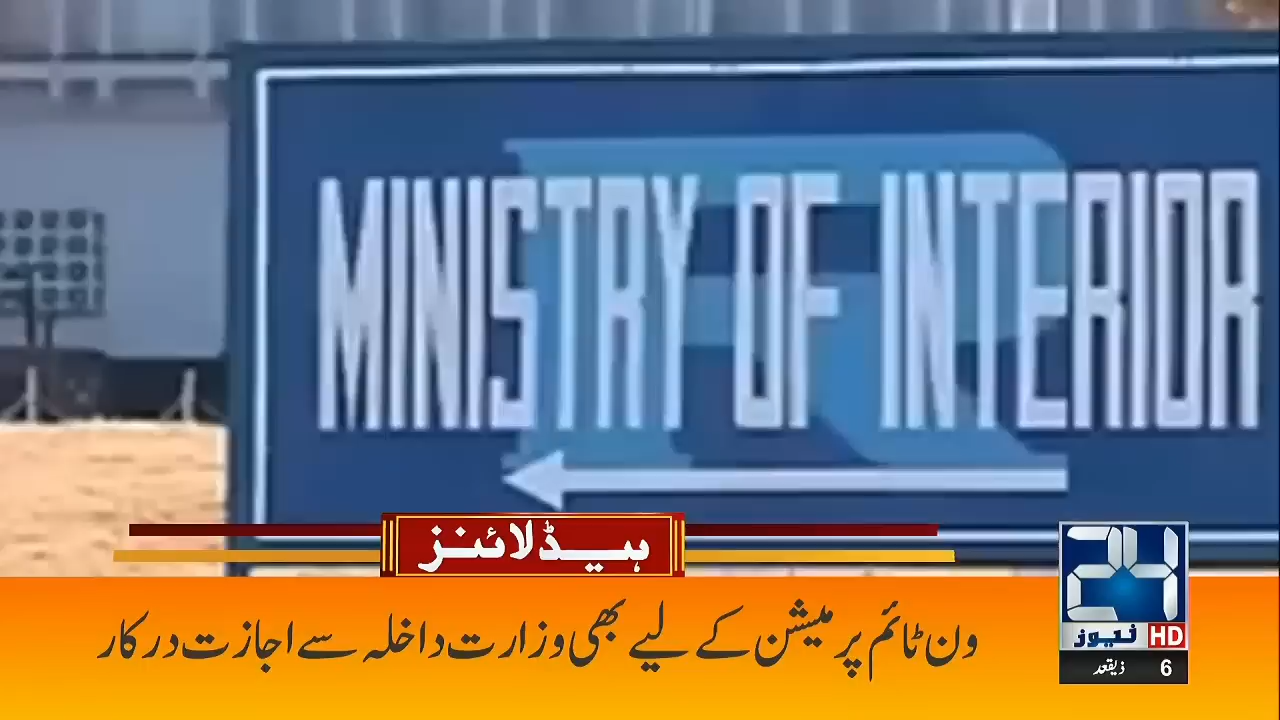 MINISTRY OF INTERIOR
ہیڈلائنز
ون ٹائم پرمیشن کے لیے بھی وزارت داخلہ سے اجازت درکار
24
نیوز HD
6 ذیقعد